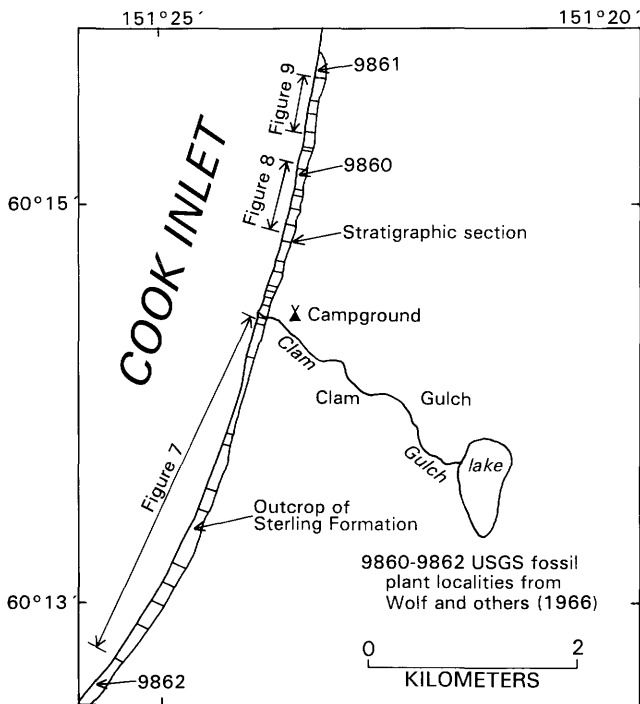 151°25´
151°20´
9861
Figure 9
COOK INLET
9860
Figure 8
60°15´
Stratigraphic section
Campground
Clam
Clam Gulch
Gulch
lake
Figure 7
Outcrop of
Sterling Formation
9860-9862 USGS fossil
plant localities from
Wolf and others (1966)
60°13´
0 2
KILOMETERS
9862